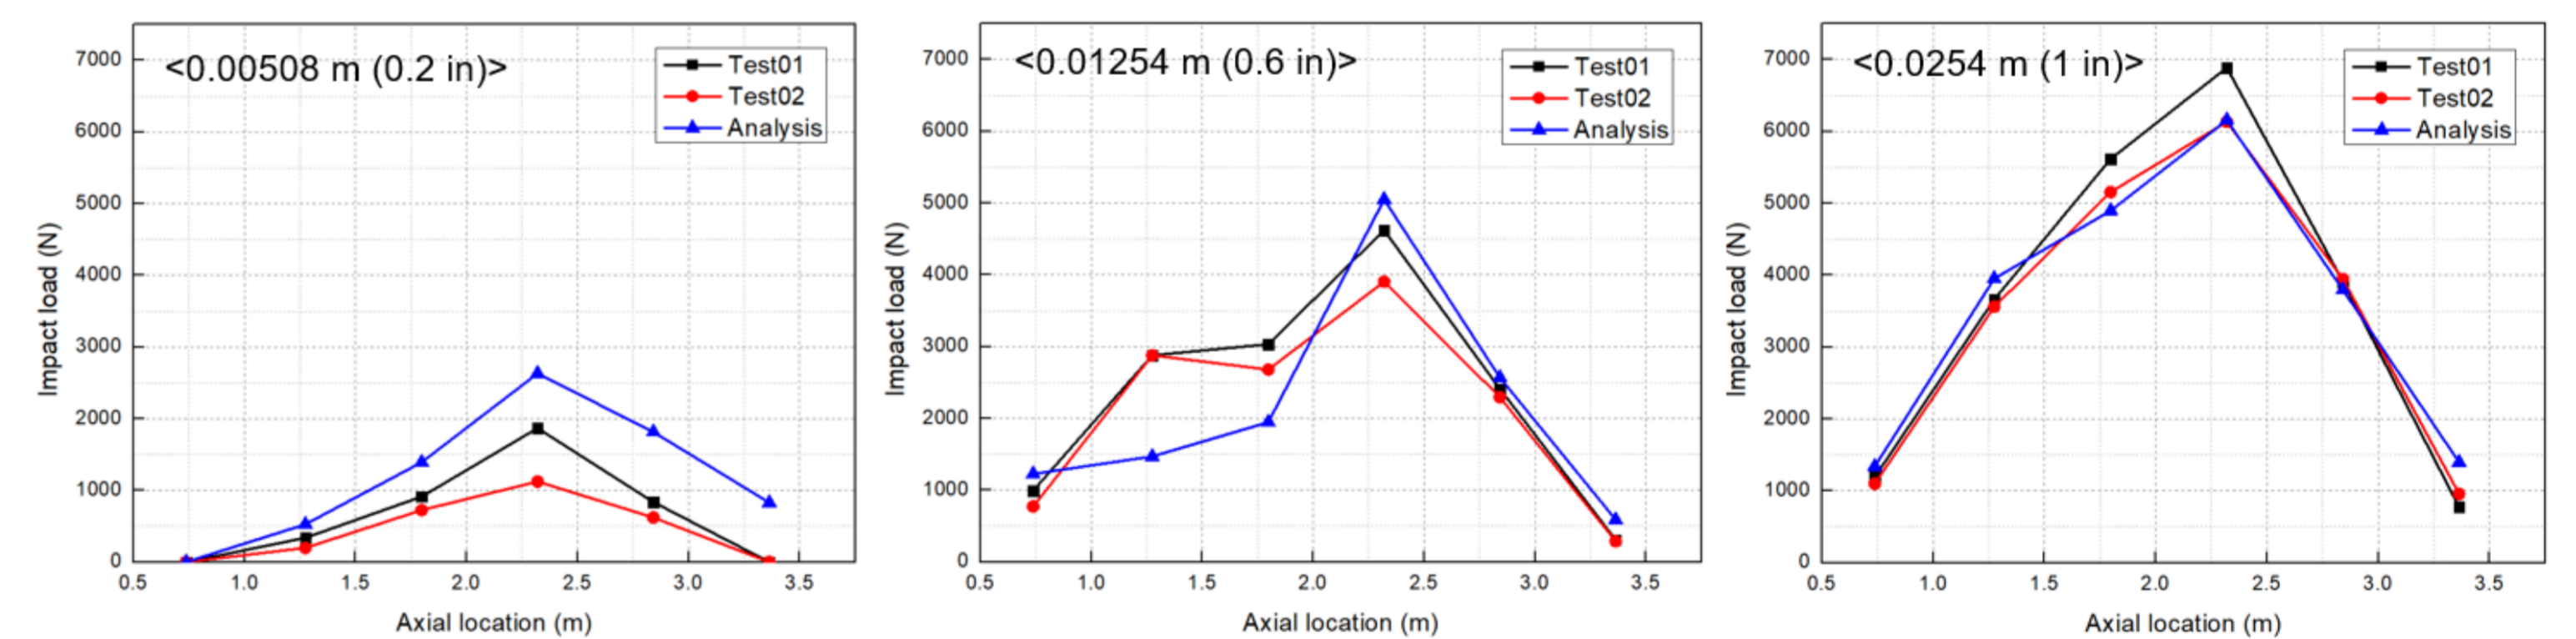 <0.00508 m (0.2 in)>
Test01
Test02
Analysis
Impact load (N)
7000
6000
5000
4000
3000
2000
1000
0
0.5 1.0 1.5 2.0 2.5 3.0 3.5
Axial location (m)
<0.01254 m (0.6 in)>
Test01
Test02
Analysis
Impact load (N)
7000
6000
5000
4000
3000
2000
1000
0
0.5 1.0 1.5 2.0 2.5 3.0 3.5
Axial location (m)
<0.0254 m (1 in)>
Test01
Test02
Analysis
Impact load (N)
7000
6000
5000
4000
3000
2000
1000
0
0.5 1.0 1.5 2.0 2.5 3.0 3.5
Axial location (m)